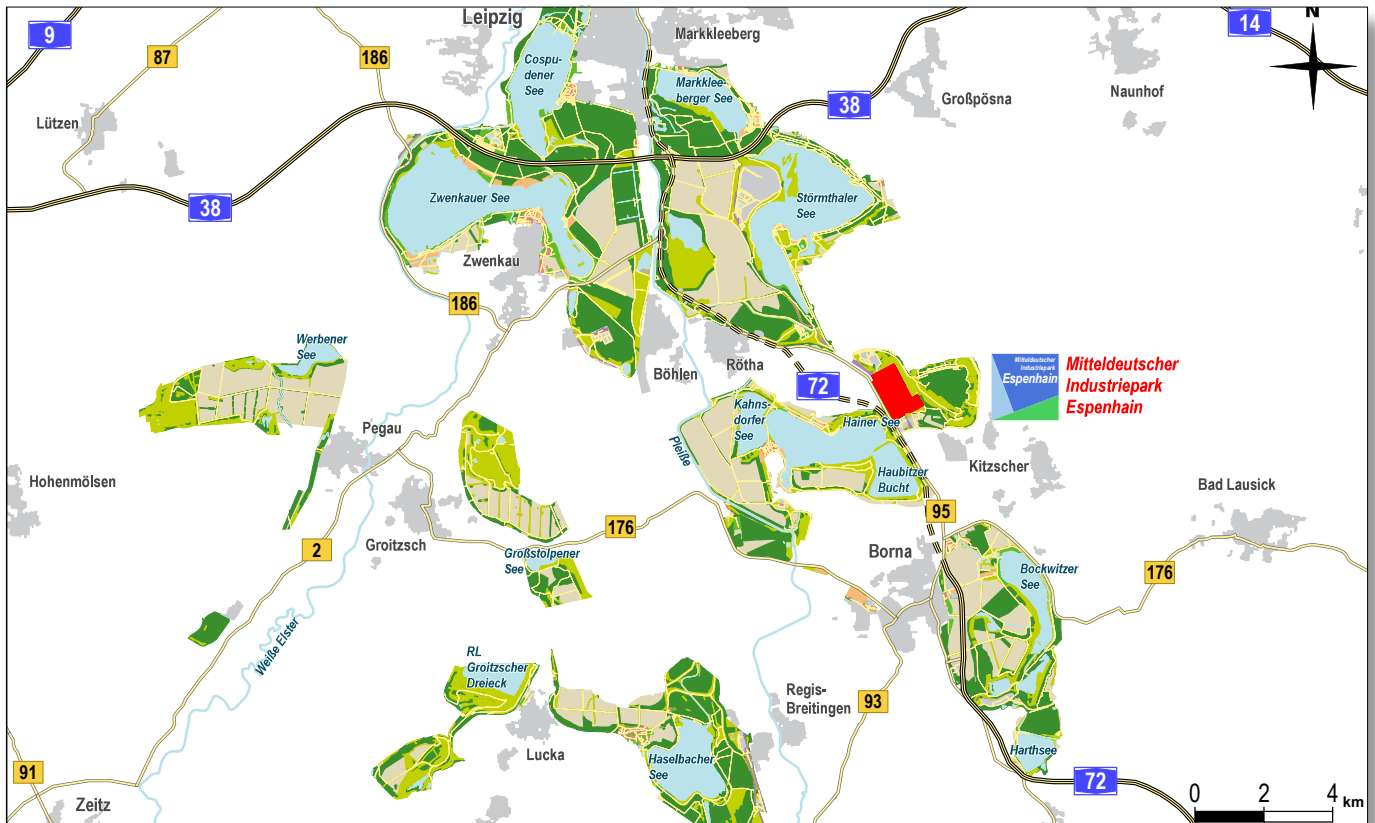 Leipzig
Markkleeberg
N
9
14
87
186
Cospu-
dener
See
Markklee-
berger See
38
Großpösna
Naunhof
Lützen
38
Zwenkauer See
Störmthaler
See
Zwenkau
186
Werbener
See
Böhlen
Rötha
72
Mitteldeutscher
Industriepark
Espenhain
Mitteldeutscher
Industriepark
Espenhain
Kahns-
dorfer
See
Hainer See
Pegau
Pleiße
Haubitzer
Bucht
Kitzscher
Hohenmölsen
Bad Lausick
95
176
2
Groitzsch
Großstolpener
See
Borna
Bockwitzer
See
176
Weiße Elster
RL
Groitzscher
Dreieck
Regis-
Breitingen
93
Lucka
Haselbacher
See
Harthsee
91
Zeitz
72
0 2 4 km